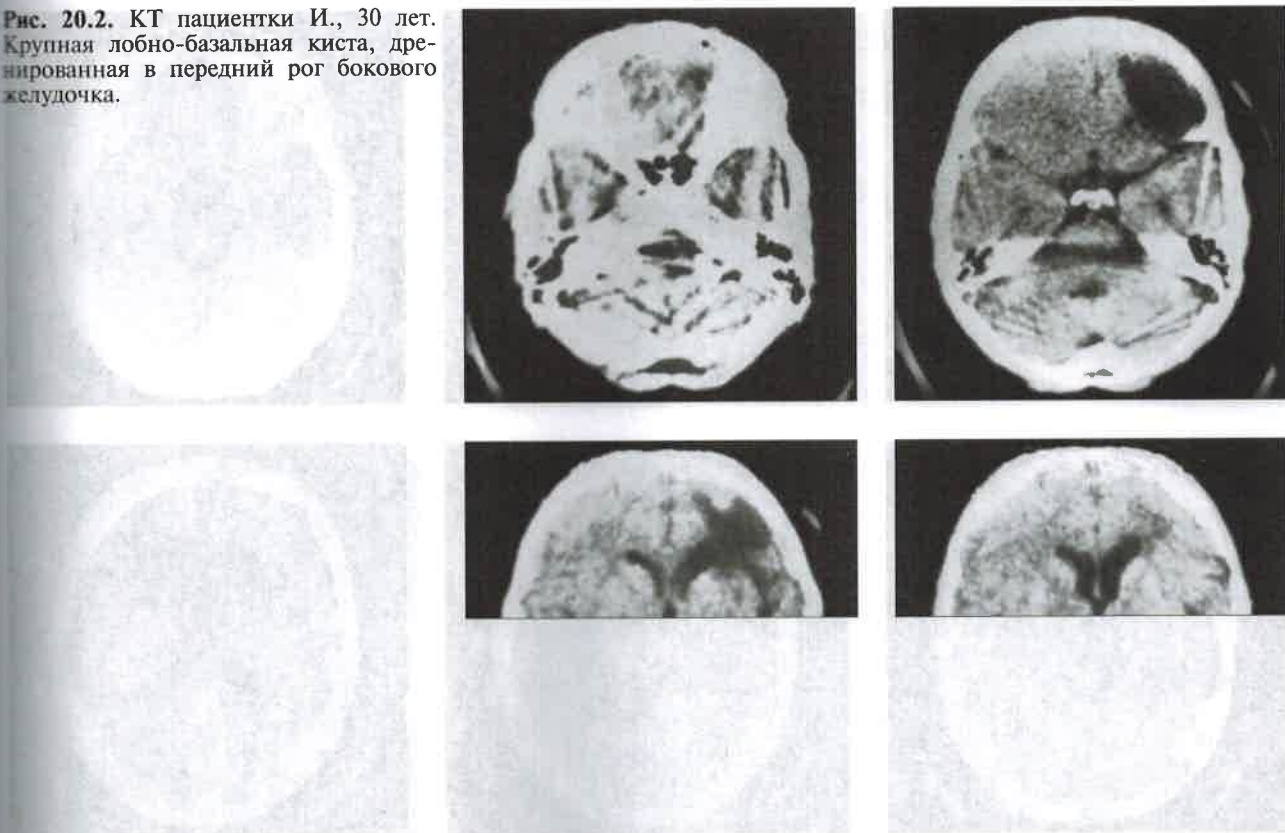 Рис. 20.2. КТ пациентки И., 30 лет.
Крупная лобно-базальная киста, дре-
нированная в передний рог бокового
желудочка.